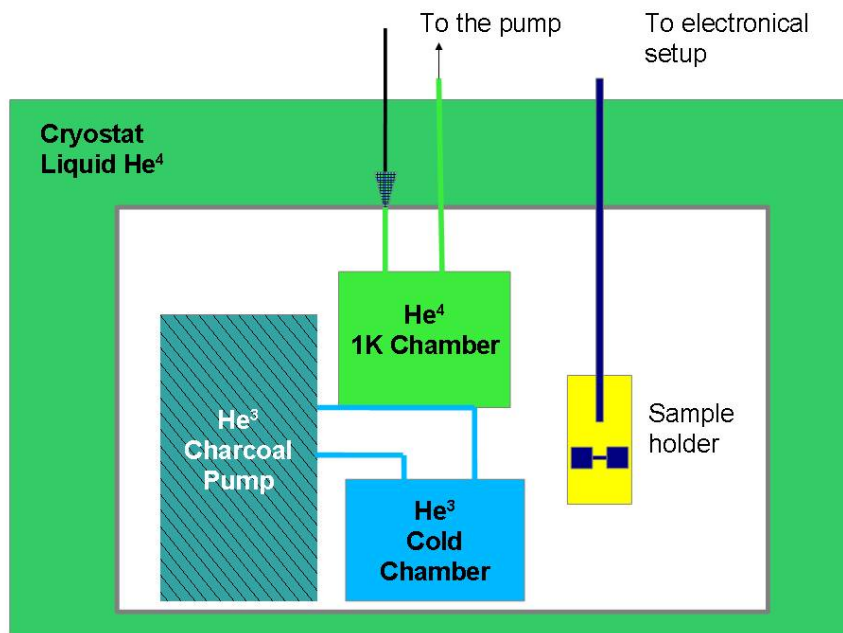 To the pump
To electronical
setup
Cryostat
Liquid He⁴
He⁴
1K Chamber
He³
Charcoal
Pump
Sample
holder
He³
Cold
Chamber